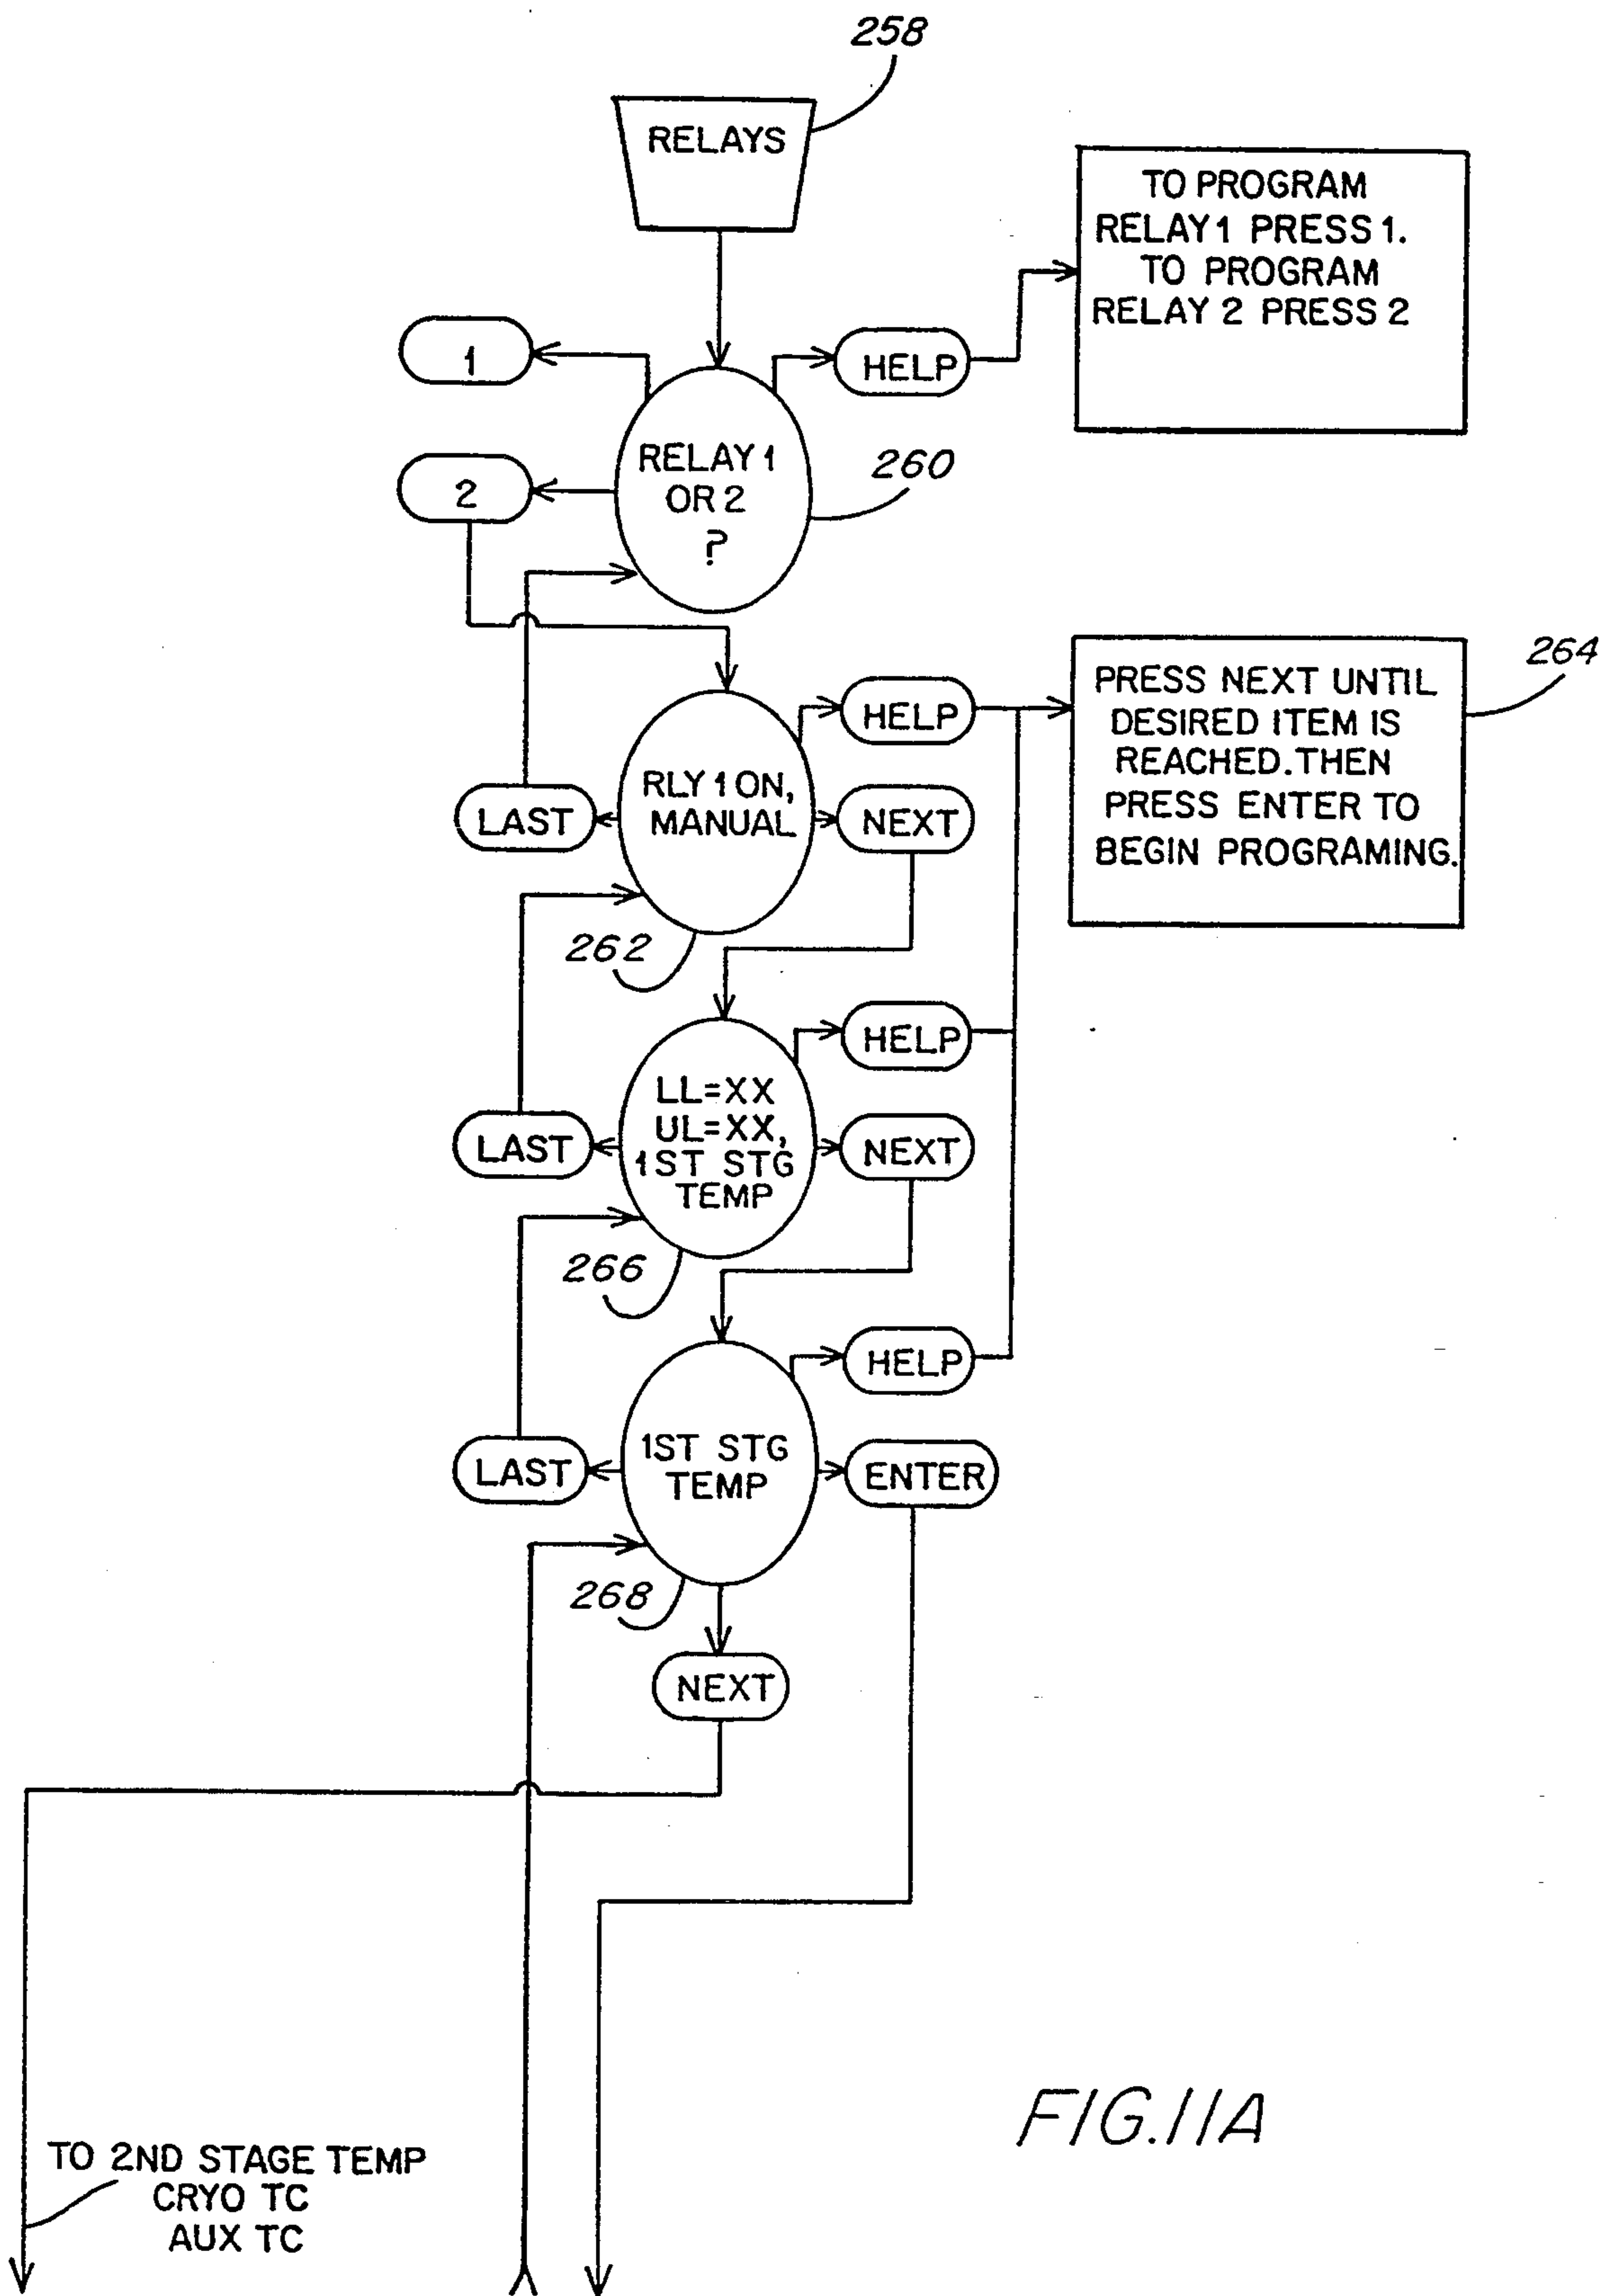 258
RELAYS
TO PROGRAM
RELAY 1 PRESS 1.
TO PROGRAM
RELAY 2 PRESS 2
1
HELP
2
RELAY 1
OR 2
?
260
264
PRESS NEXT UNTIL
DESIRED ITEM IS
REACHED. THEN
PRESS ENTER TO
BEGIN PROGRAMING.
HELP
LAST
RLY 1 ON,
MANUAL
NEXT
262
HELP
LAST
LL=XX
UL=XX,
1ST STG
TEMP
NEXT
266
HELP
LAST
1ST STG
TEMP
ENTER
268
NEXT
FIG. 11A
TO 2ND STAGE TEMP
CRYO TC
AUX TC